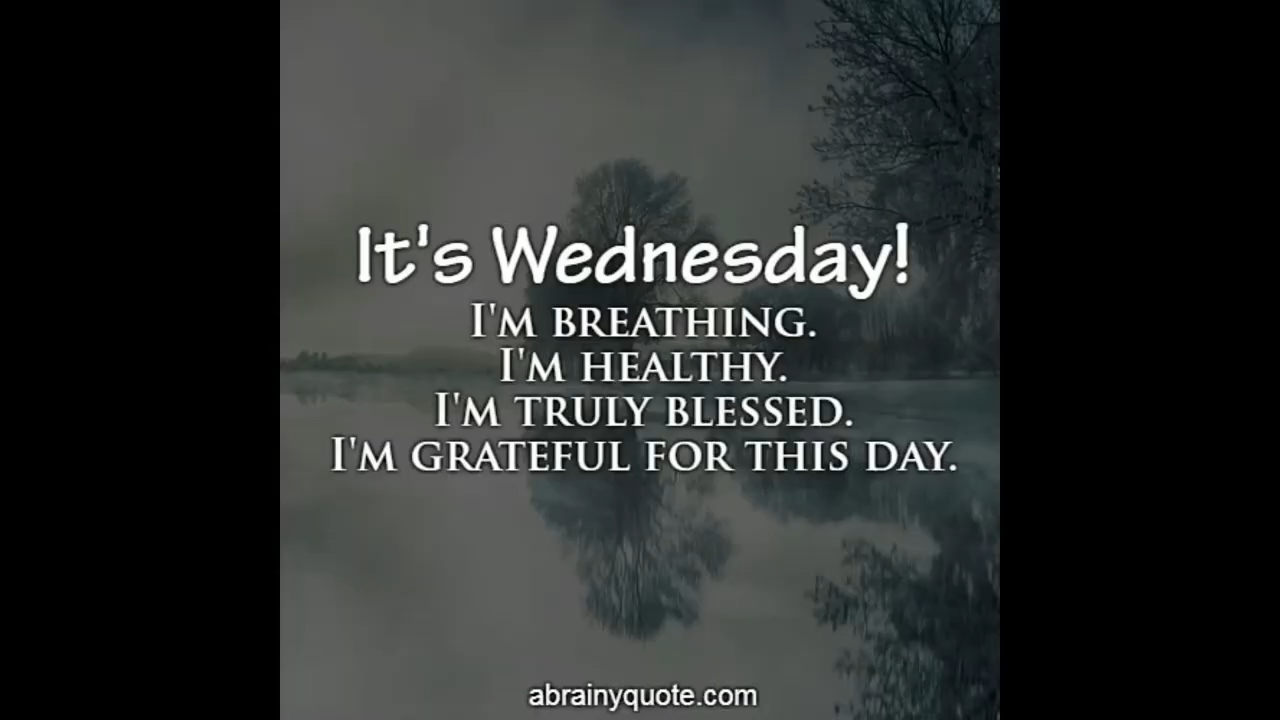 It's Wednesday!
I'M BREATHING.
I'M HEALTHY.
I'M TRULY BLESSED.
I'M GRATEFUL FOR THIS DAY.
abrainyquote.com